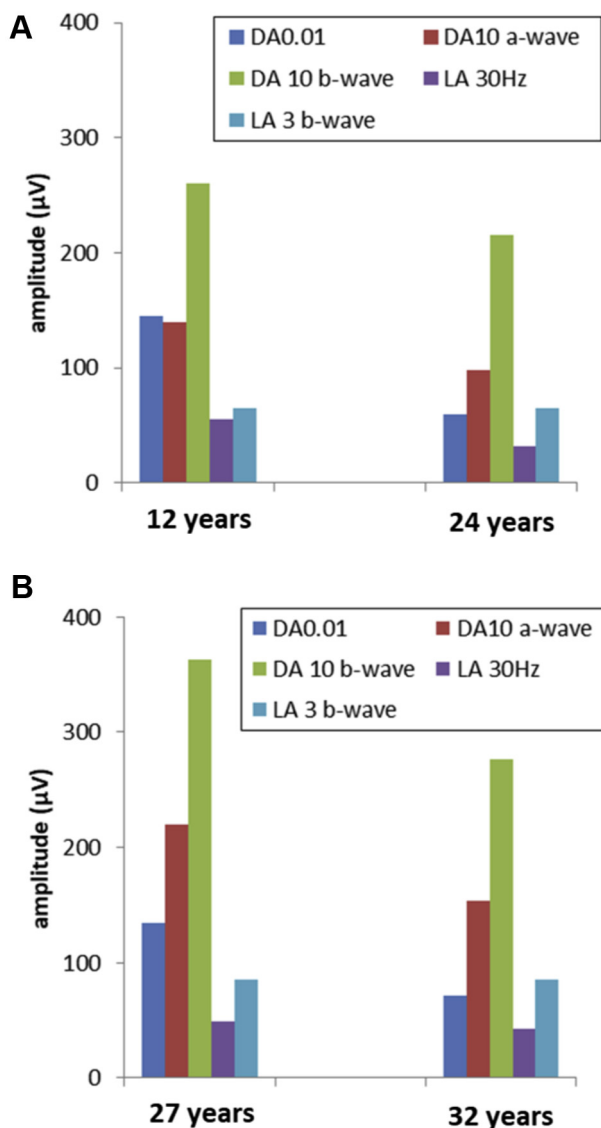 A
400
300
200
100
0
amplitude (µV)
DA0.01 DA10 a-wave
DA 10 b-wave LA 30Hz
LA 3 b-wave
12 years 24 years
B
400
300
200
100
0
amplitude (µV)
DA0.01 DA10 a-wave
DA 10 b-wave LA 30Hz
LA 3 b-wave
27 years 32 years